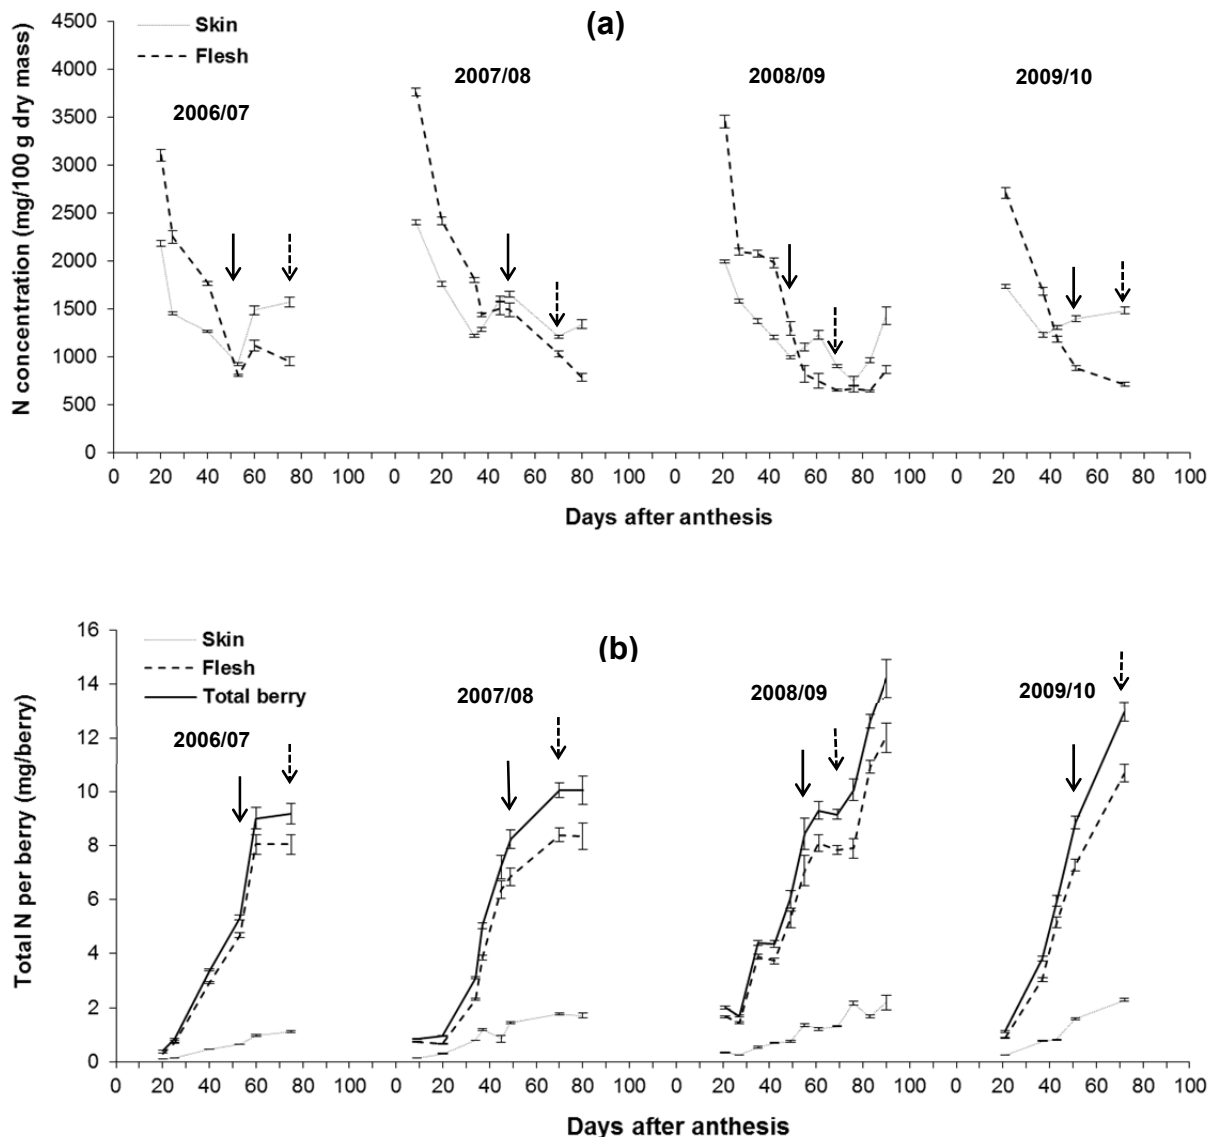 (a)
Skin
Flesh
2006/07
2007/08
2008/09
2009/10
N concentration (mg/100 g dry mass)
4500
4000
3500
3000
2500
2000
1500
1000
500
0
0 20 40 60 80 100 0 20 40 60 80 100 0 20 40 60 80 100 0 20 40 60 80 100
Days after anthesis
(b)
Skin
Flesh
Total berry
2006/07
2007/08
2008/09
2009/10
Total N per berry (mg/berry)
16
14
12
10
8
6
4
2
0
0 20 40 60 80 100 0 20 40 60 80 100 0 20 40 60 80 100 0 20 40 60 80 100
Days after anthesis